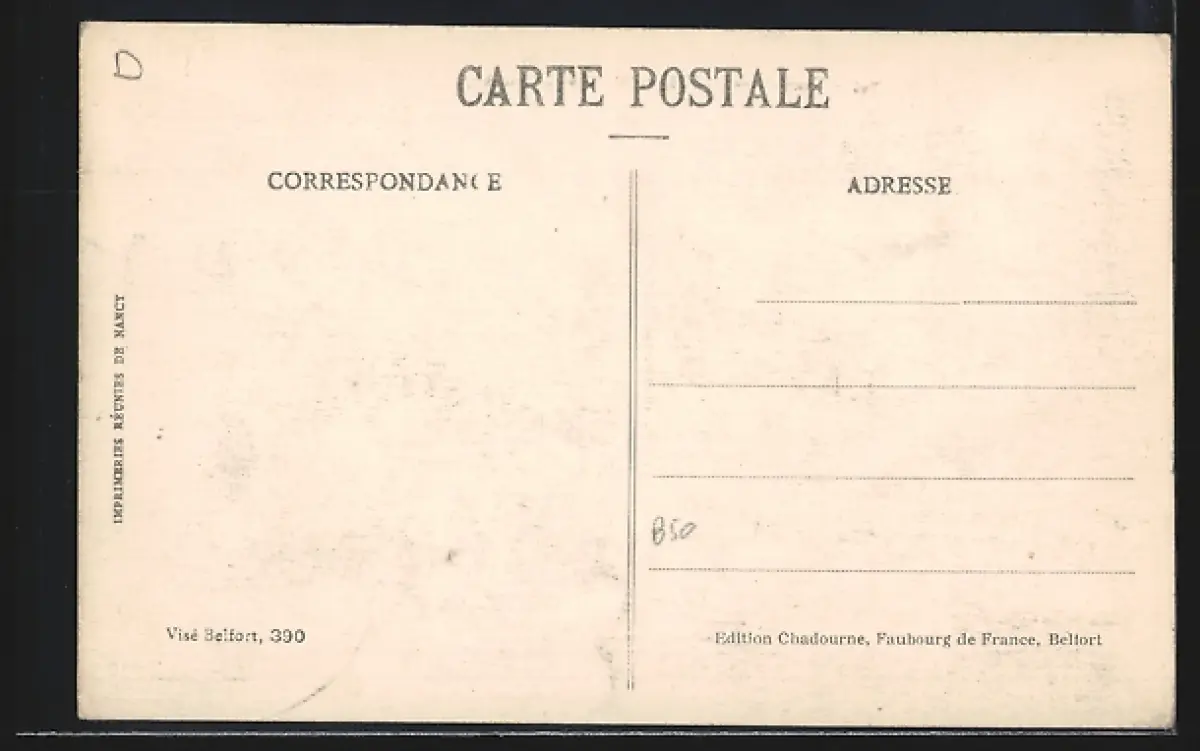 D
CARTE POSTALE
CORRESPONDANCE
ADRESSE
IMPRIMERIES RÉUNIES DE NANCY
B50
Visé Belfort, 390
Edition Chadourne, Faubourg de France, Belfort